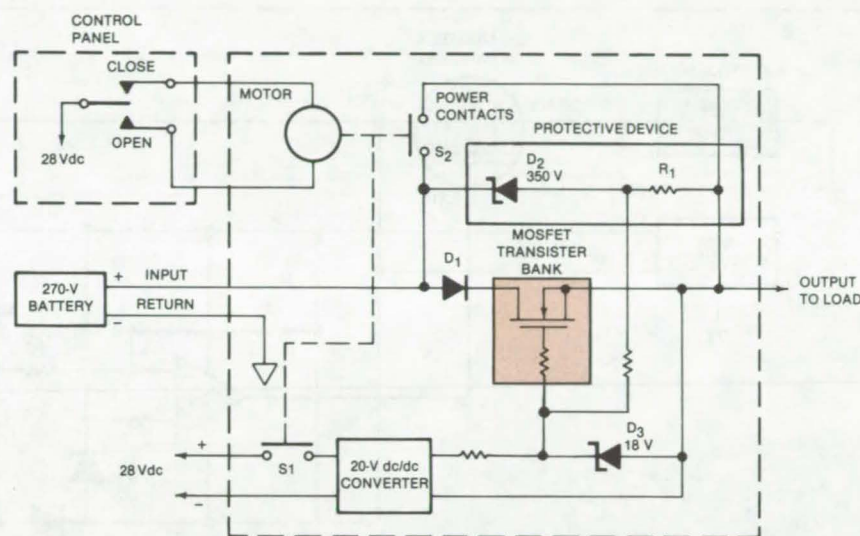 CONTROL
PANEL
CLOSE
OPEN
28 Vdc
MOTOR
POWER
CONTACTS
S2
PROTECTIVE DEVICE
D2
350 V
R1
MOSFET
TRANSISTER
BANK
D1
270-V
BATTERY
+ INPUT
RETURN
−
OUTPUT
TO LOAD
D3
18 V
28 Vdc
+
−
S1
20-V dc/dc
CONVERTER